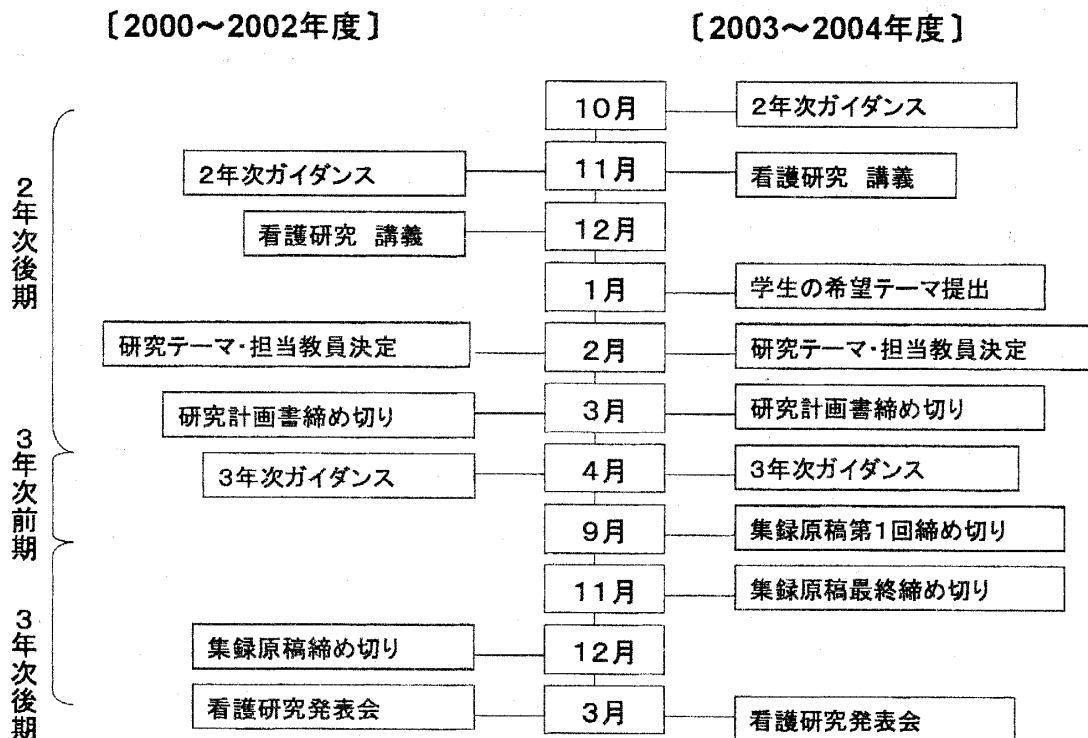 〔2000～2002年度〕
〔2003～2004年度〕
2年次後期
3年次前期
3年次後期
10月
2年次ガイダンス
2年次ガイダンス
11月
看護研究 講義
看護研究 講義
12月
1月
学生の希望テーマ提出
研究テーマ・担当教員決定
2月
研究テーマ・担当教員決定
研究計画書締め切り
3月
研究計画書締め切り
3年次ガイダンス
4月
3年次ガイダンス
9月
集録原稿第1回締め切り
11月
集録原稿最終締め切り
集録原稿締め切り
12月
看護研究発表会
3月
看護研究発表会